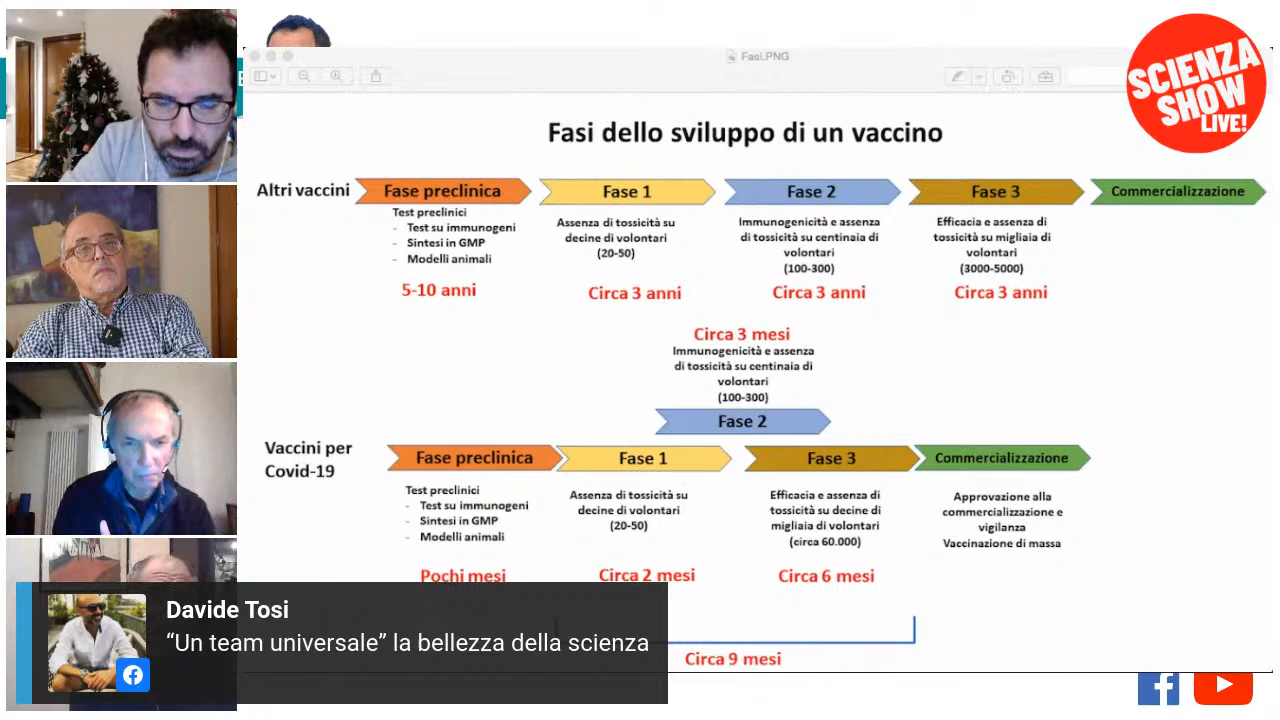 Fasi.PNG
SCIENZA
SHOW
LIVE!
E
Fasi dello sviluppo di un vaccino
Altri vaccini
Fase preclinica
Fase 1
Fase 2
Fase 3
Commercializzazione
Test preclinici
- Test su immunogeni
- Sintesi in GMP
- Modelli animali
5-10 anni
Assenza di tossicità su
decine di volontari
(20-50)
Circa 3 anni
Immunogenicità e assenza
di tossicità su centinaia di
volontari
(100-300)
Circa 3 anni
Efficacia e assenza di
tossicità su migliaia di
volontari
(3000-5000)
Circa 3 anni
Circa 3 mesi
Immunogenicità e assenza
di tossicità su centinaia di
volontari
(100-300)
Fase 2
Vaccini per
Covid-19
Fase preclinica
Fase 1
Fase 3
Commercializzazione
Test preclinici
- Test su immunogeni
- Sintesi in GMP
- Modelli animali
Pochi mesi
Assenza di tossicità su
decine di volontari
(20-50)
Circa 2 mesi
Efficacia e assenza di
tossicità su decine di
migliaia di volontari
(circa 60.000)
Circa 6 mesi
Approvazione alla
commercializzazione e
vigilanza
Vaccinazione di massa
Circa 9 mesi
Davide Tosi
“Un team universale” la bellezza della scienza